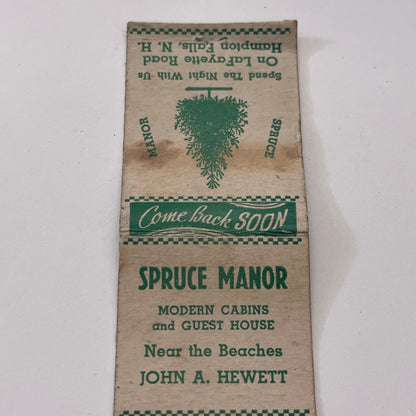 Spend The Night With Us
On LaFayette Road
Hampton Falls, N. H.
SPRUCE
MANOR
Come Back SOON
SPRUCE MANOR
MODERN CABINS
and GUEST HOUSE
Near the Beaches
JOHN A. HEWETT